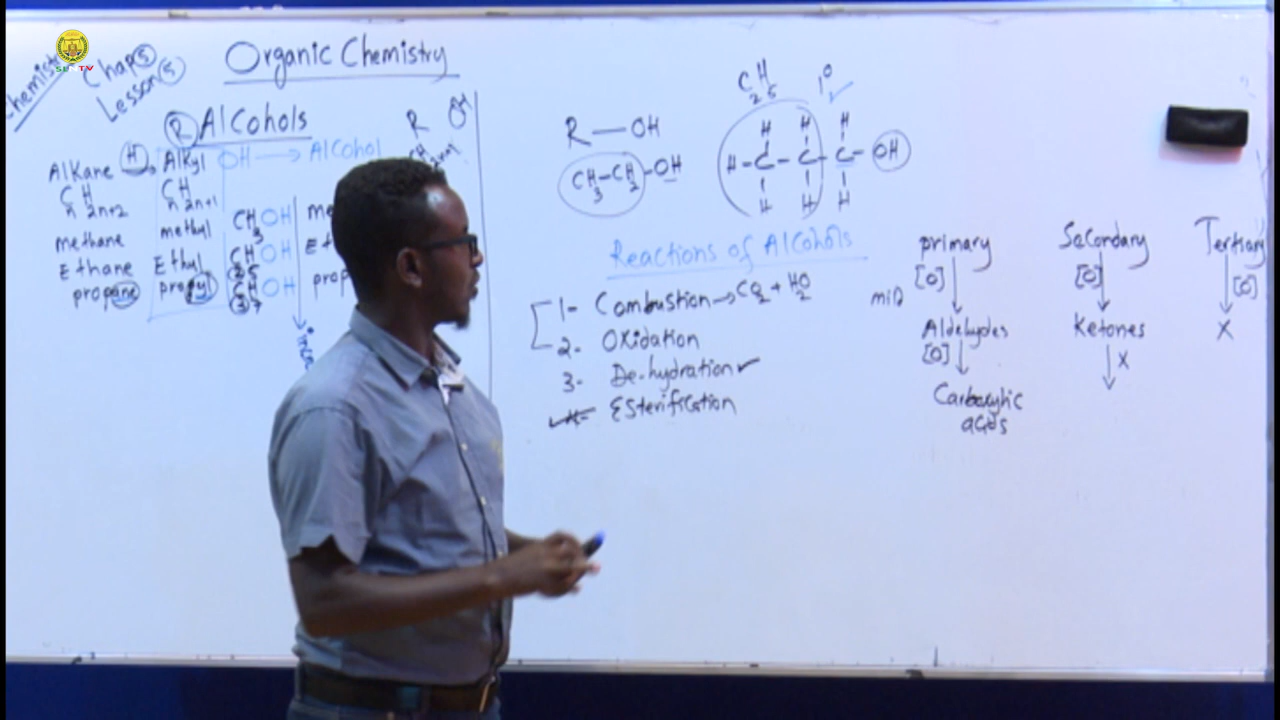 Chemistry
Chap 5
Lesson 5
Organic Chemistry
R Alcohols
Alkane H Alkyl OH → Alcohol
CnH2n+2 CnH2n+1
methane methyl CH3OH
Ethane Ethyl C2H5OH
propane propyl C3H7OH
R OH
R — OH
CH3-CH2-OH
C2H5
1°
H H H
H-C-C-C-OH
H H H
Reactions of Alcohols
1- Combustion → CO2 + H2O
2- Oxidation
3- De-hydration ✓
4- Esterification
primary Secondary Tertiary
[O] [O] [O]
Aldehydes Ketones X
[O] X
Carboxylic
acids